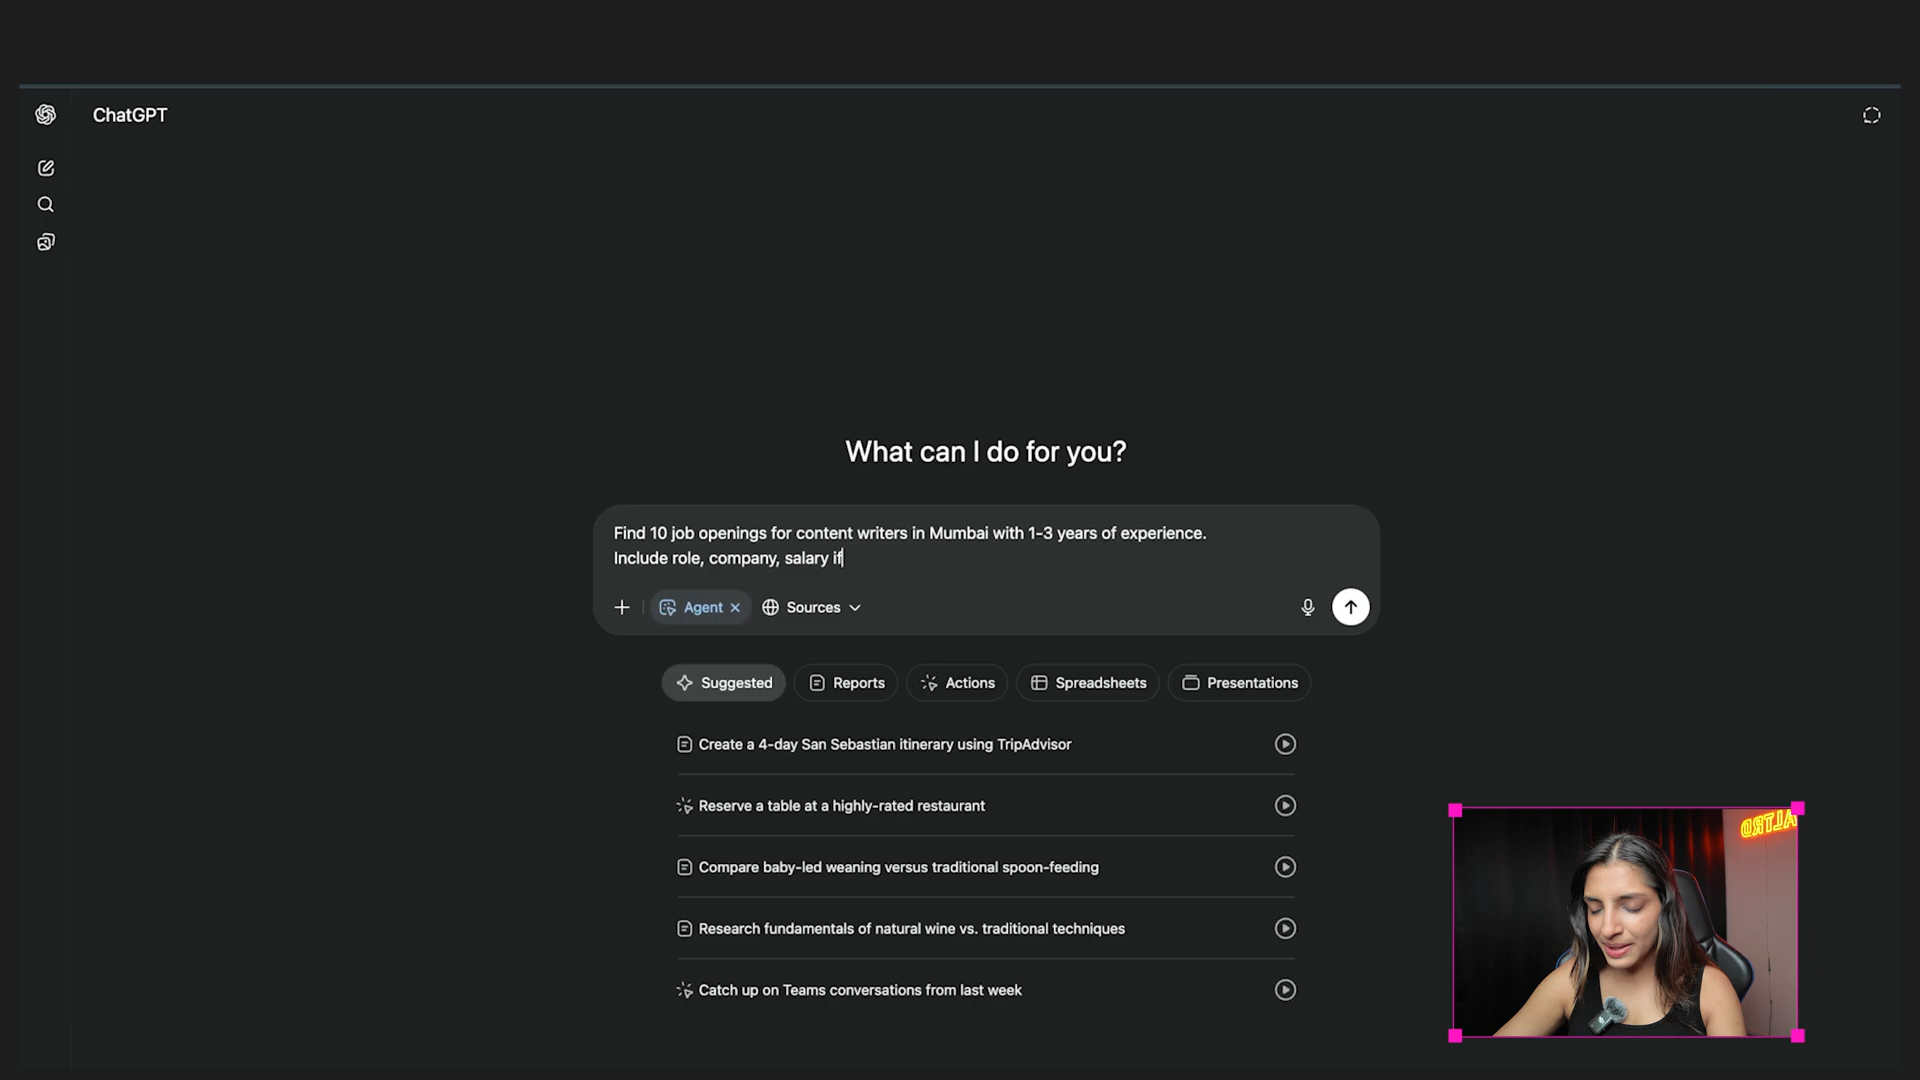 ChatGPT
What can I do for you?
Find 10 job openings for content writers in Mumbai with 1-3 years of experience.
Include role, company, salary if
Agent
Sources
Suggested
Reports
Actions
Spreadsheets
Presentations
Create a 4-day San Sebastian itinerary using TripAdvisor
Reserve a table at a highly-rated restaurant
Compare baby-led weaning versus traditional spoon-feeding
Research fundamentals of natural wine vs. traditional techniques
Catch up on Teams conversations from last week